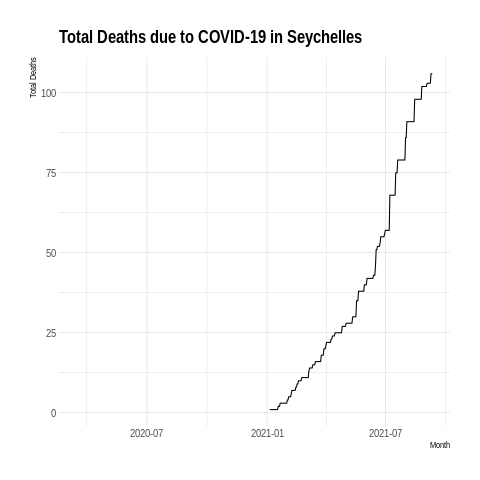 Total Deaths due to COVID-19 in Seychelles
Total Deaths
100
75
50
25
0
2020-07
2021-01
2021-07
Month